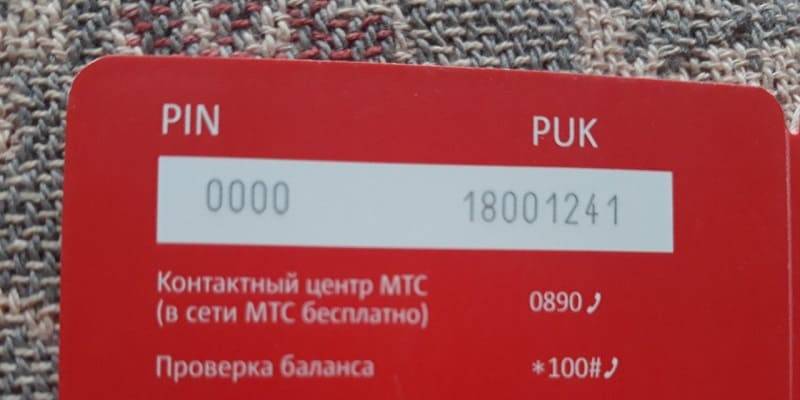 PIN PUK
0000 18001241
Контактный центр МТС
(в сети МТС бесплатно) 0890
Проверка баланса *100#